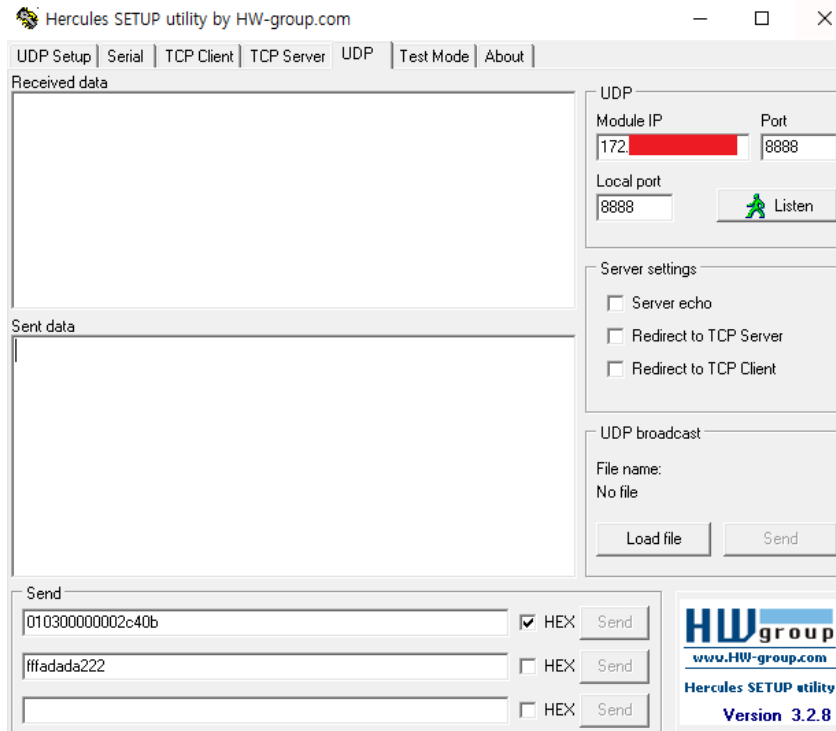 Hercules SETUP utility by HW-group.com
UDP Setup Serial TCP Client TCP Server UDP Test Mode About
Received data
UDP
Module IP Port
172. 8888
Local port
8888 Listen
Server settings
Server echo
Redirect to TCP Server
Redirect to TCP Client
Sent data
UDP broadcast
File name:
No file
Load file Send
Send
010300000002c40b HEX Send
fffadada222 HEX Send
HEX Send
HWgroup
www.HW-group.com
Hercules SETUP utility
Version 3.2.8